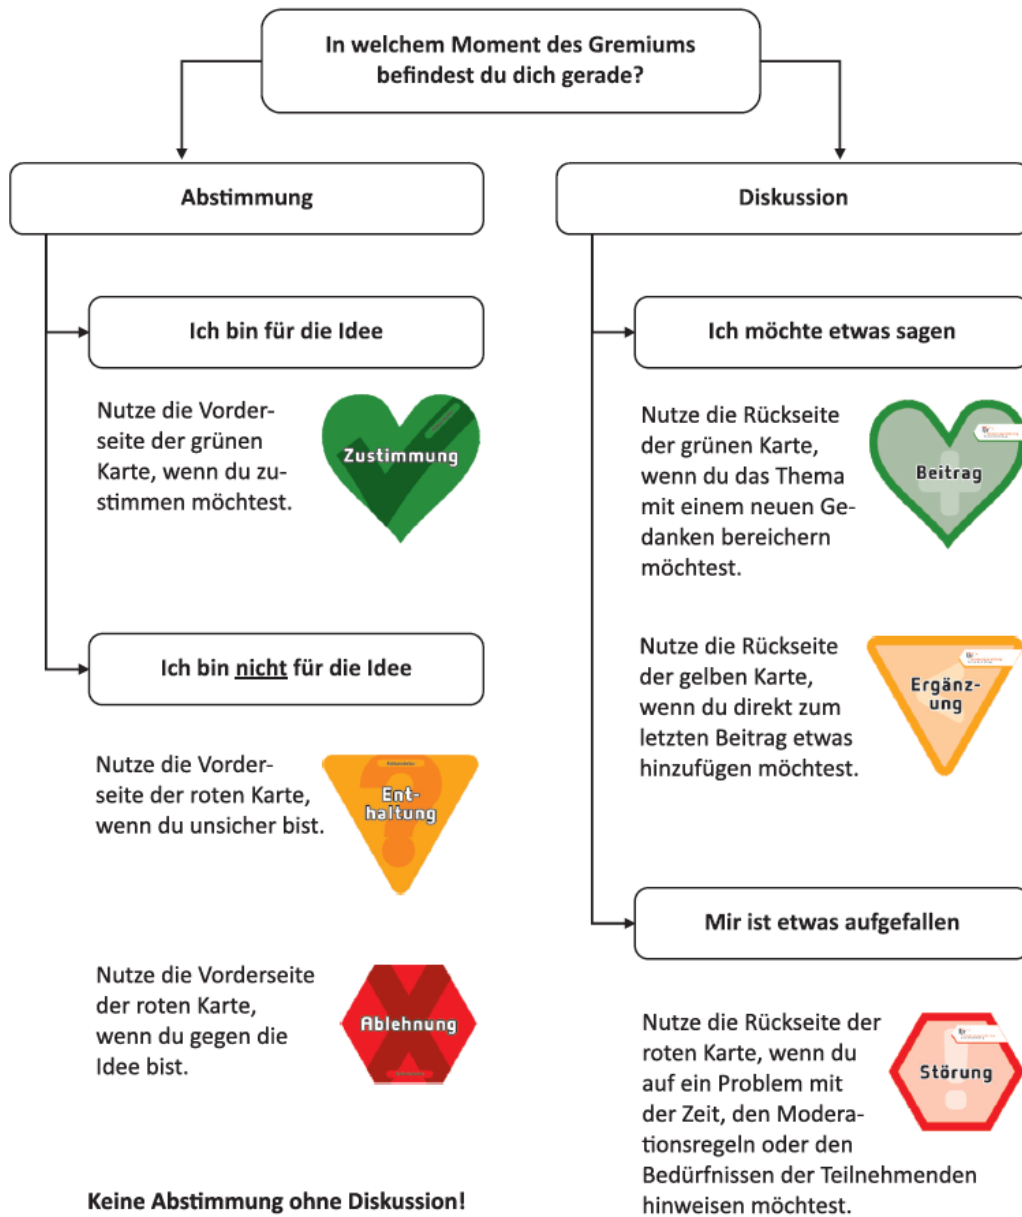 In welchem Moment des Gremiums
befindest du dich gerade?
Abstimmung
Ich bin für die Idee
Nutze die Vorder-
seite der grünen
Karte, wenn du zu-
stimmen möchtest.
Zustimmung
Ich bin nicht für die Idee
Nutze die Vorder-
seite der roten Karte,
wenn du unsicher bist.
Ent-
haltung
Nutze die Vorderseite
der roten Karte,
wenn du gegen die
Idee bist.
Ablehnung
Keine Abstimmung ohne Diskussion!
Diskussion
Ich möchte etwas sagen
Nutze die Rückseite
der grünen Karte,
wenn du das Thema
mit einem neuen Ge-
danken bereichern
möchtest.
Beitrag
Nutze die Rückseite
der gelben Karte,
wenn du direkt zum
letzten Beitrag etwas
hinzufügen möchtest.
Ergänz-
ung
Mir ist etwas aufgefallen
Nutze die Rückseite der
roten Karte, wenn du
auf ein Problem mit
der Zeit, den Modera-
tionsregeln oder den
Bedürfnissen der Teilnehmenden
hinweisen möchtest.
Störung